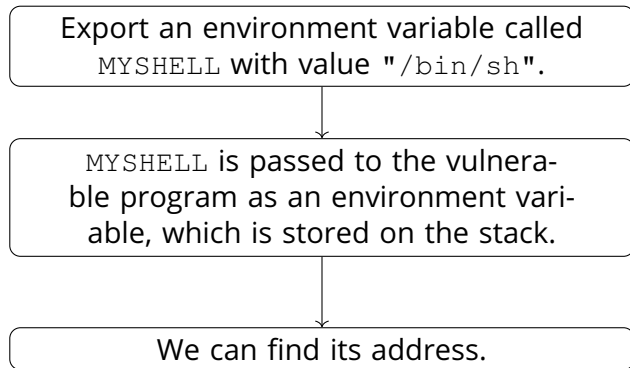 Export an environment variable called
MYSHELL with value "/bin/sh".
MYSHELL is passed to the vulnera-
ble program as an environment vari-
able, which is stored on the stack.
We can find its address.